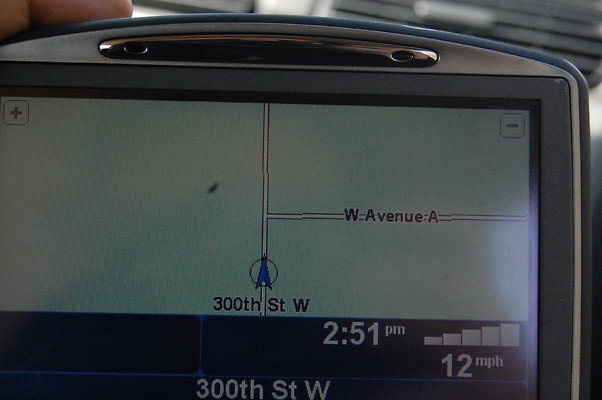 +
−
W Avenue A
300th St W
2:51 pm
12 mph
300th St W